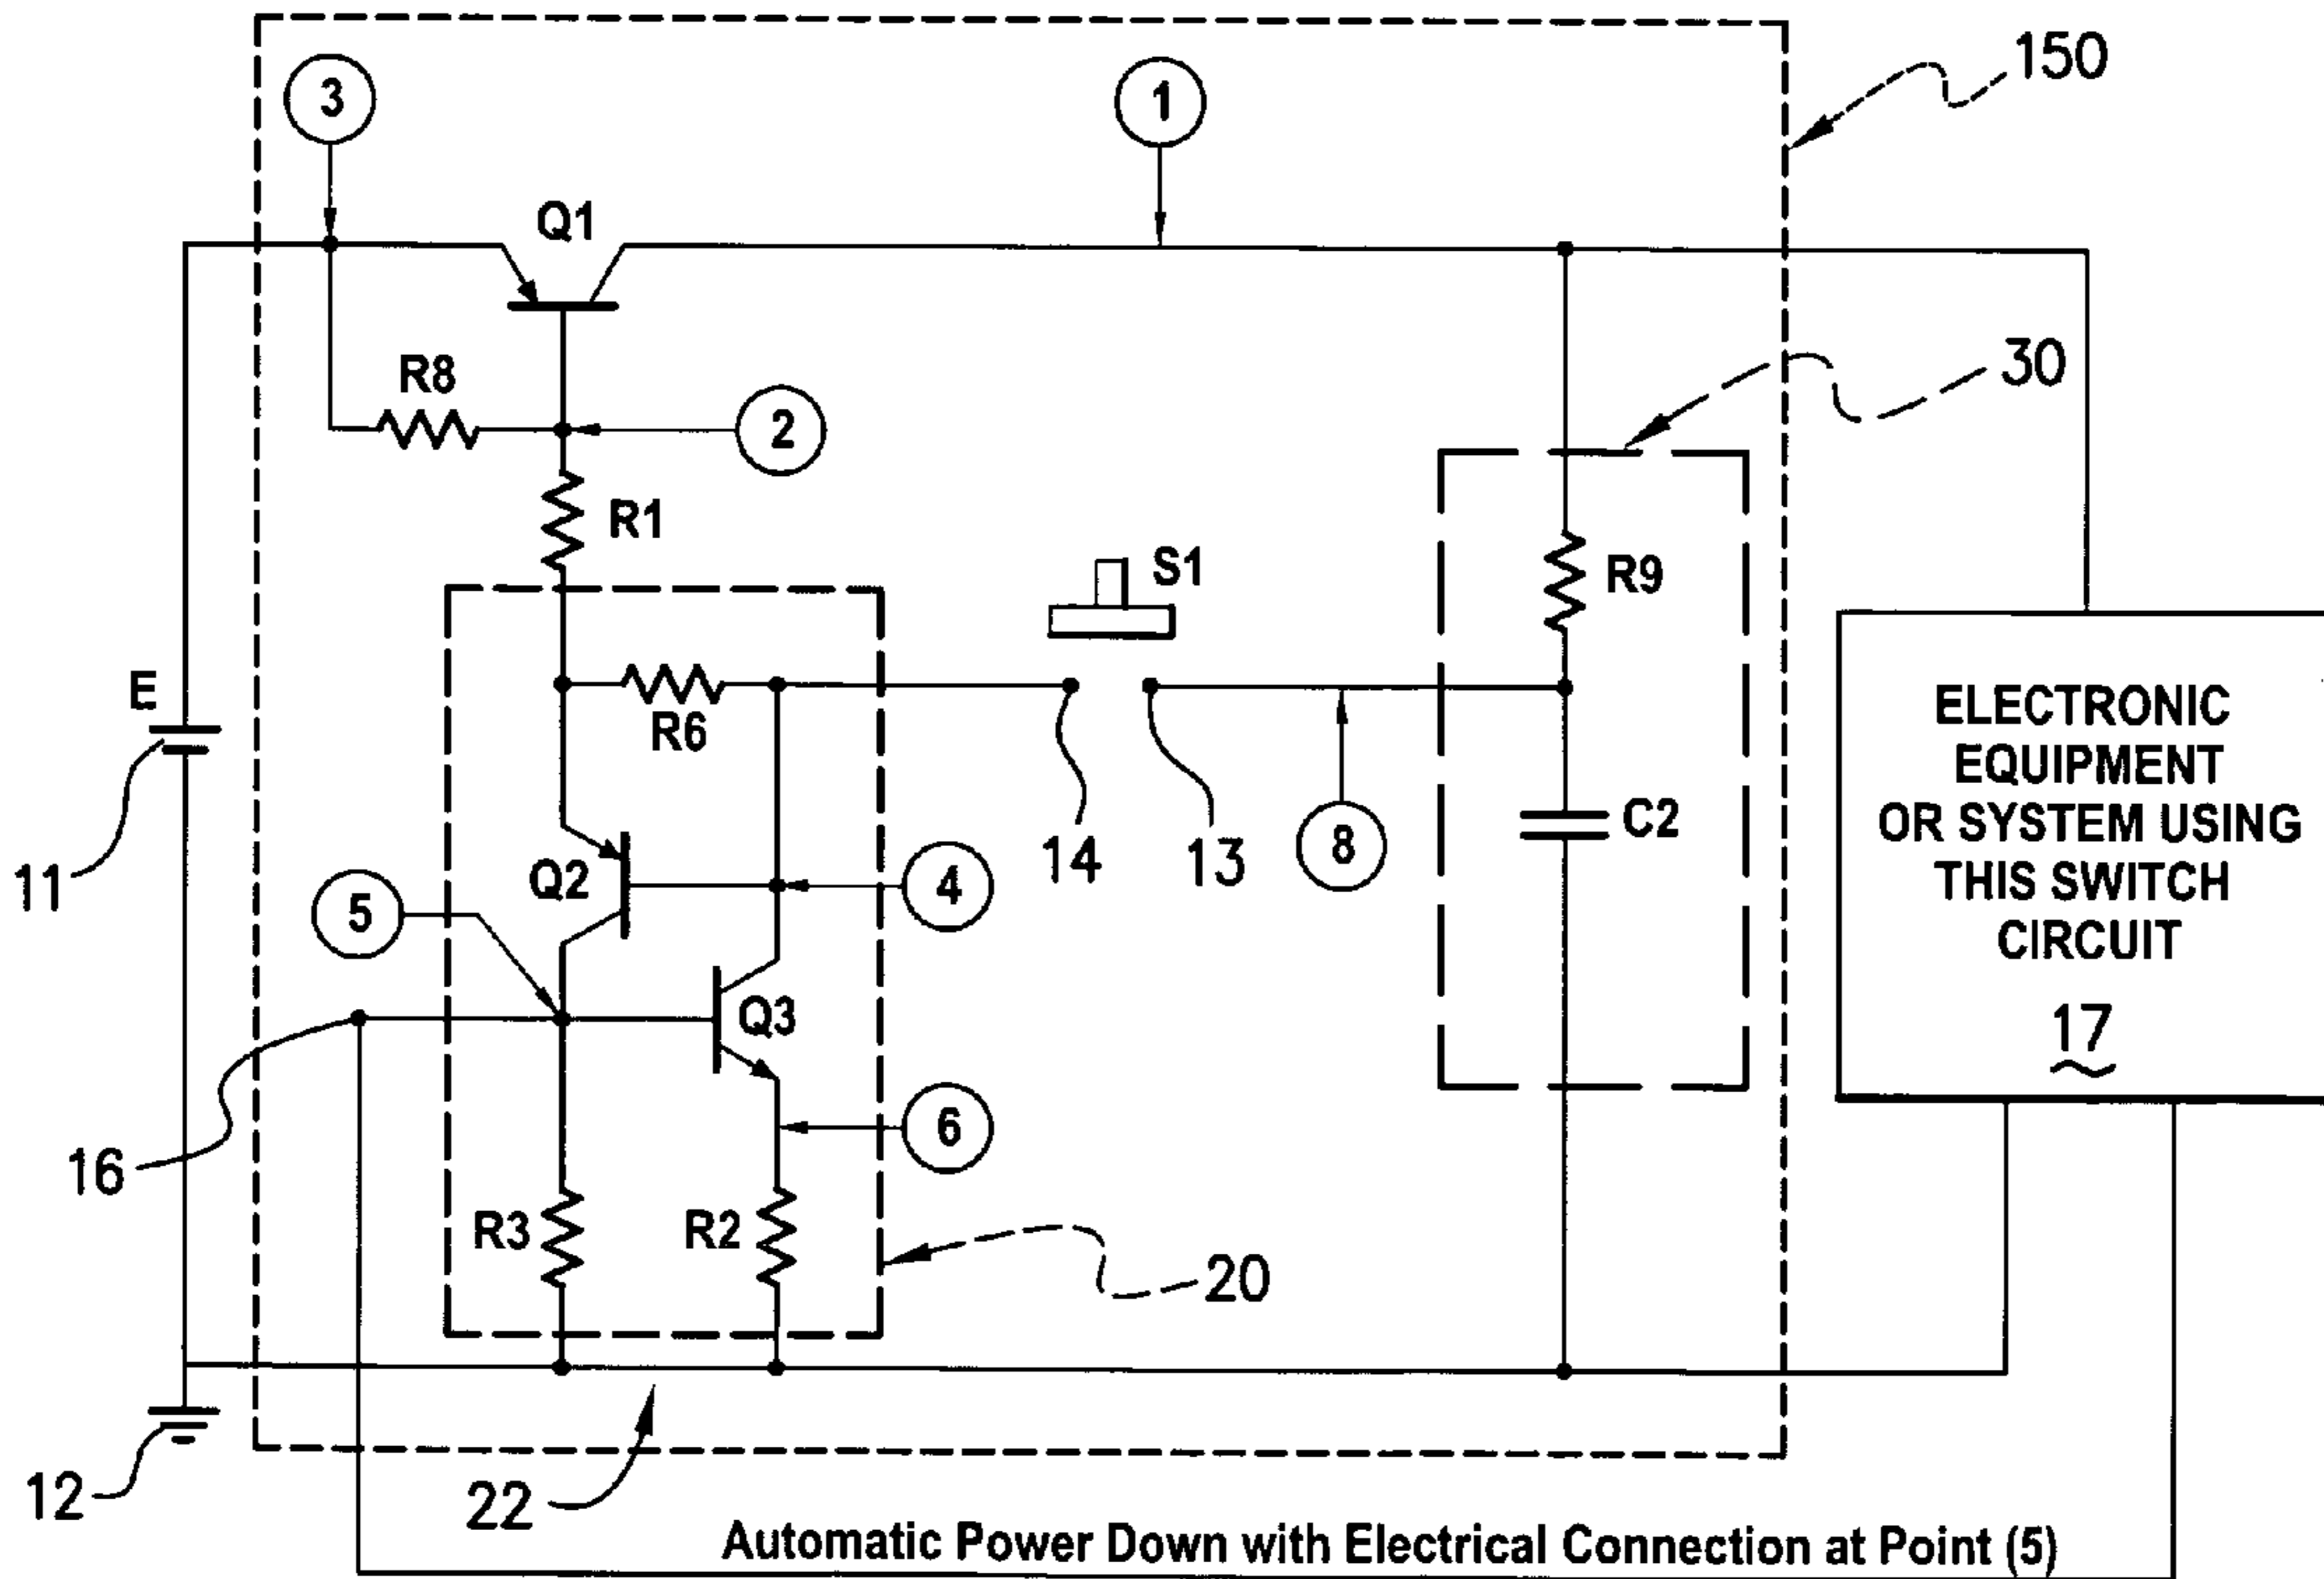 150
3
1
Q1
30
R8
2
R1
S1
R9
E
R6
ELECTRONIC
EQUIPMENT
OR SYSTEM USING
THIS SWITCH
CIRCUIT
17
11
14
13
8
C2
Q2
4
5
Q3
16
6
R3
R2
20
12
22
Automatic Power Down with Electrical Connection at Point (5)